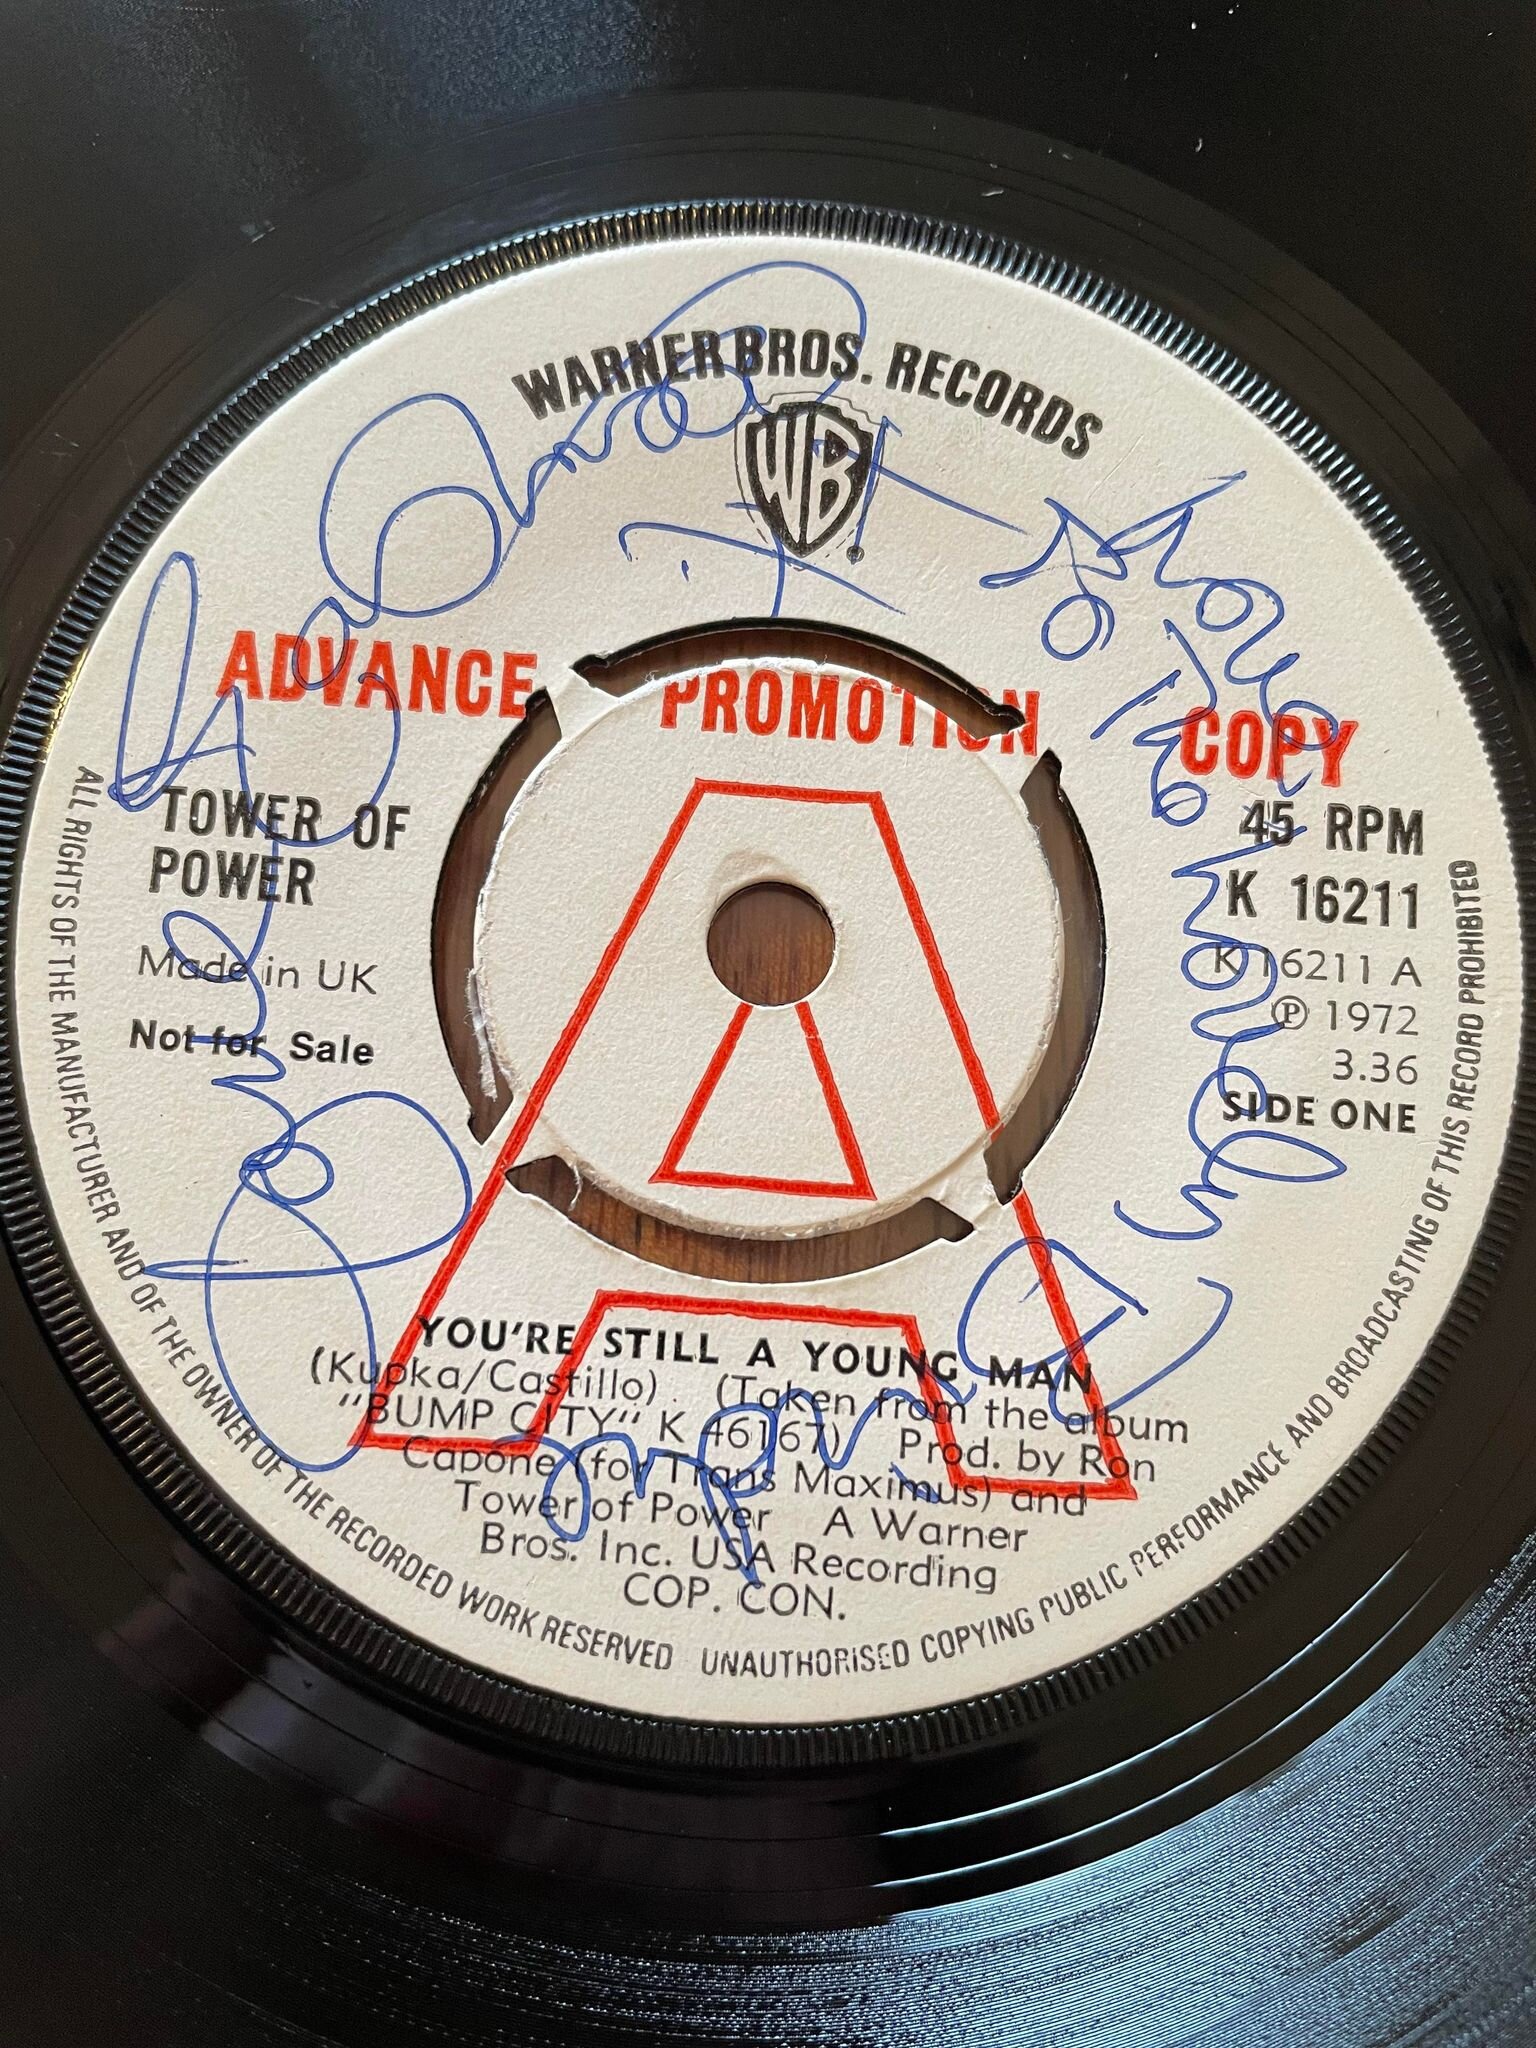 WARNER BROS. RECORDS
WB
ADVANCE PROMOTION COPY
TOWER OF
POWER
Made in UK
Not for Sale
45 RPM
K 16211
K 16211 A
Ⓟ 1972
3.36
SIDE ONE
A
YOU'RE STILL A YOUNG MAN
(Kupka/Castillo) (Taken from the album
"BUMP CITY" K 46167) Prod. by Ron
Capone (for Trans Maximus) and
Tower of Power A Warner
Bros. Inc. USA Recording
COP. CON.
ALL RIGHTS OF THE MANUFACTURER AND OF THE OWNER OF THE RECORDED WORK RESERVED UNAUTHORISED COPYING PUBLIC PERFORMANCE AND BROADCASTING OF THIS RECORD PROHIBITED